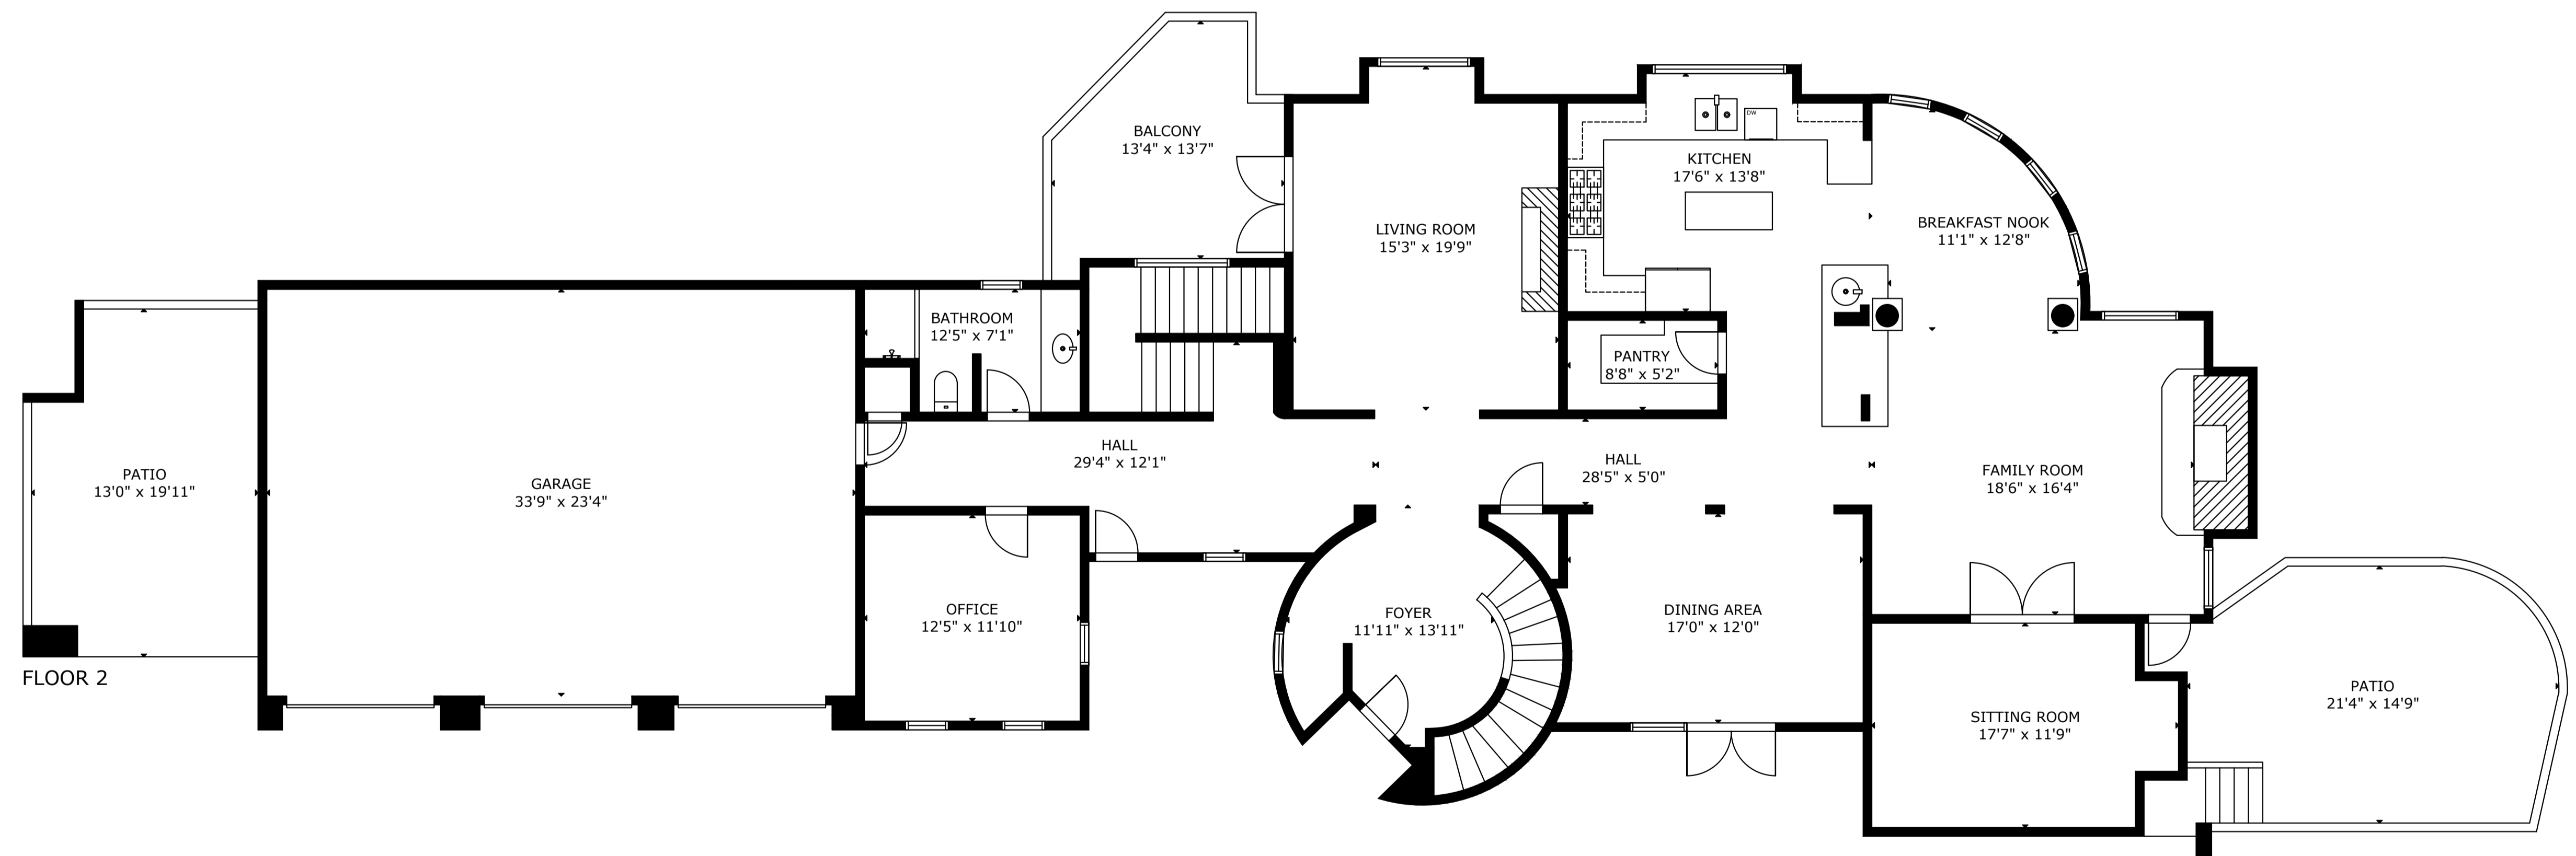 BALCONY
13'4" x 13'7"
LIVING ROOM
15'3" x 19'9"
DW
KITCHEN
17'6" x 13'8"
BREAKFAST NOOK
11'1" x 12'8"
BATHROOM
12'5" x 7'1"
PANTRY
8'8" x 5'2"
PATIO
13'0" x 19'11"
GARAGE
33'9" x 23'4"
HALL
29'4" x 12'1"
HALL
28'5" x 5'0"
FAMILY ROOM
18'6" x 16'4"
OFFICE
12'5" x 11'10"
FOYER
11'11" x 13'11"
DINING AREA
17'0" x 12'0"
SITTING ROOM
17'7" x 11'9"
PATIO
21'4" x 14'9"
FLOOR 2